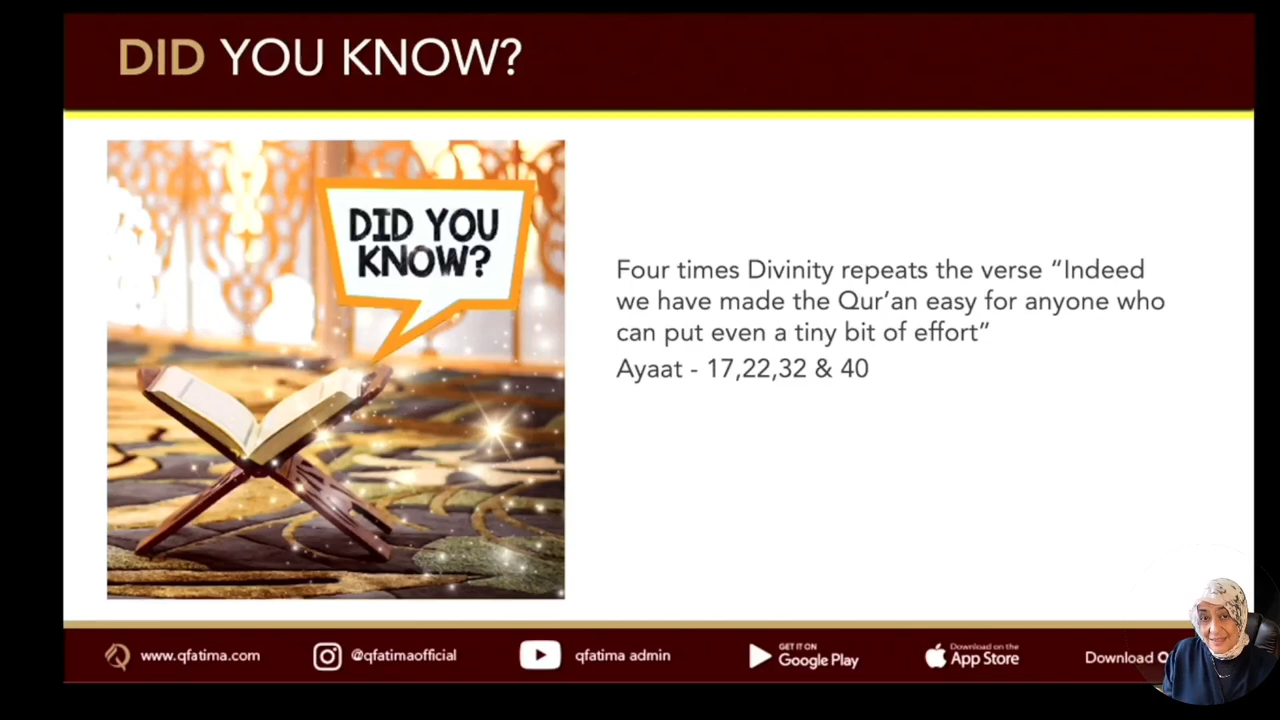 DID YOU KNOW?
DID YOU
KNOW?
Four times Divinity repeats the verse “Indeed
we have made the Qur’an easy for anyone who
can put even a tiny bit of effort”
Ayaat - 17,22,32 & 40
www.qfatima.com
@qfatimaofficial
qfatima admin
GET IT ON
Google Play
Download on the
App Store
Download